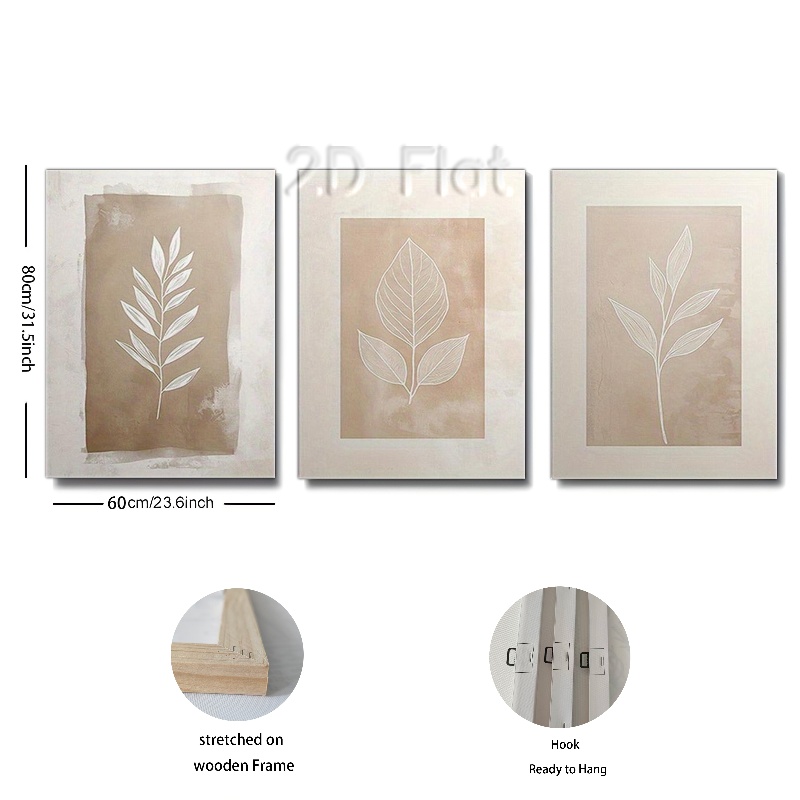 2D Flat
80cm/31.5inch
60cm/23.6inch
stretched on
wooden Frame
Hook
Ready to Hang